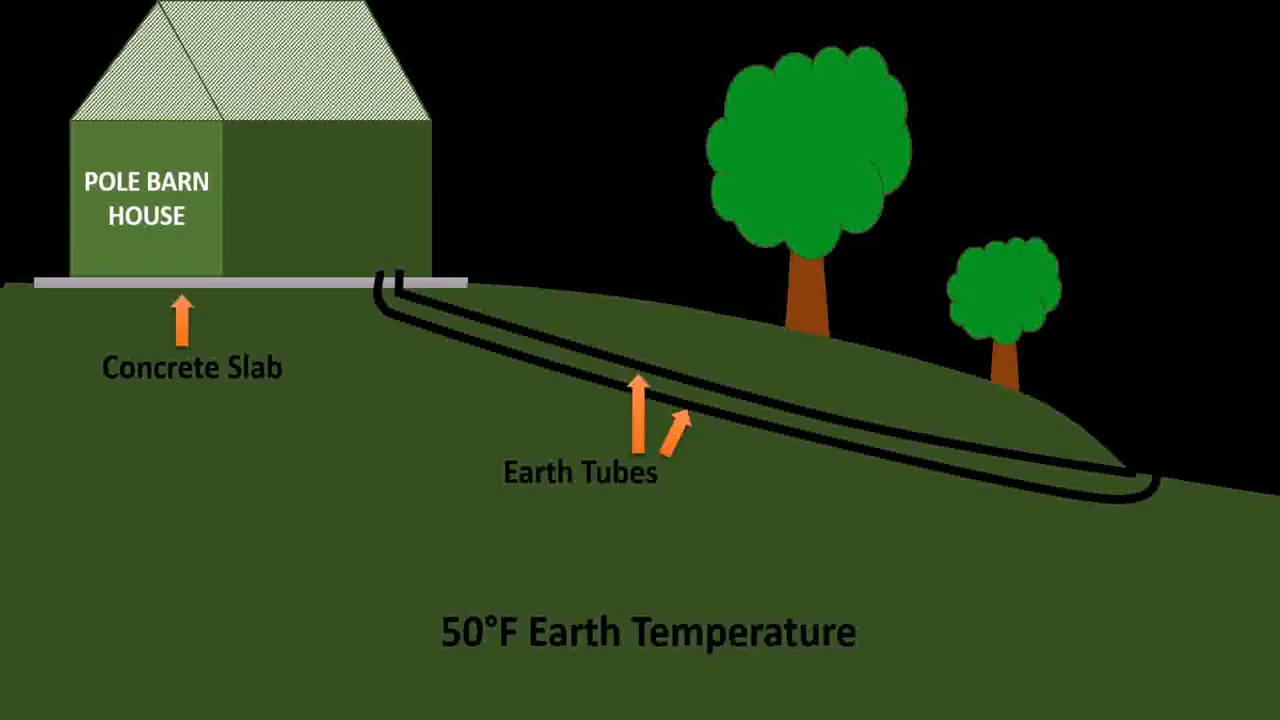 POLE BARN
HOUSE
Concrete Slab
Earth Tubes
50°F Earth Temperature